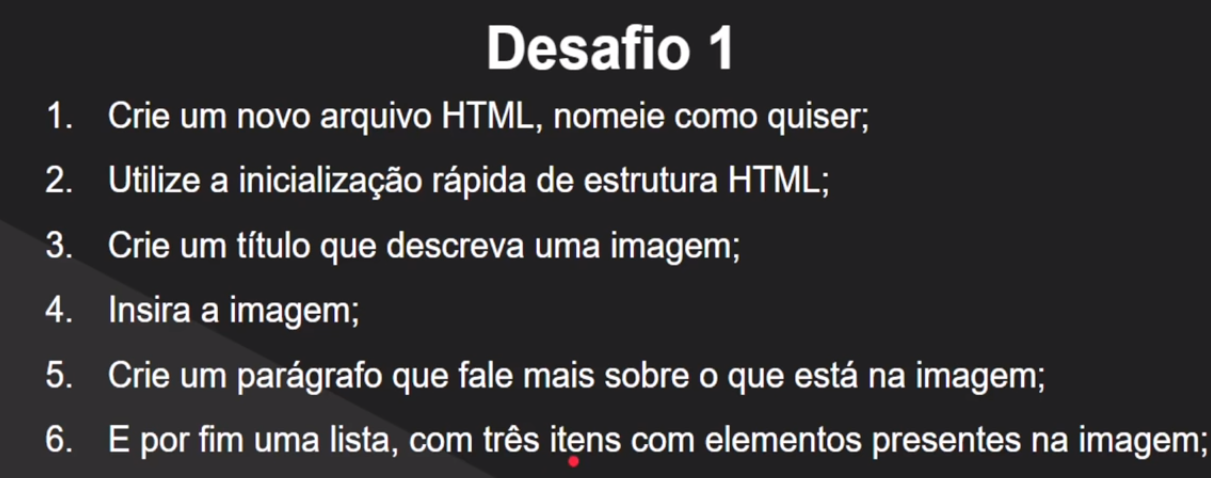 Desafio 1
1. Crie um novo arquivo HTML, nomeie como quiser;
2. Utilize a inicialização rápida de estrutura HTML;
3. Crie um título que descreva uma imagem;
4. Insira a imagem;
5. Crie um parágrafo que fale mais sobre o que está na imagem;
6. E por fim uma lista, com três itens com elementos presentes na imagem;